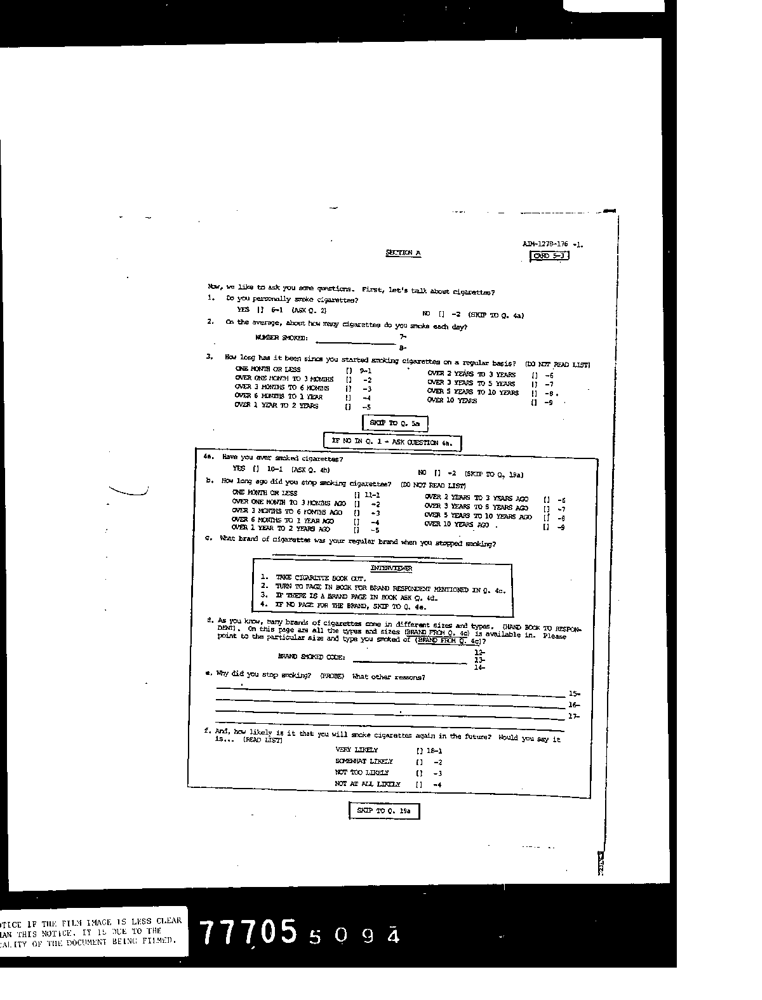 AIM-1278-176 -1.
SECTION A
CARD 5-3
Now, we like to ask you some questions. First, let's talk about cigarettes?
1. Do you personally smoke cigarettes?
YES [] 6-1 (ASK Q. 2) NO [] -2 (SKIP TO Q. 4a)
2. On the average, about how many cigarettes do you smoke each day?
NUMBER SMOKED: 7-
8-
3. How long has it been since you started smoking cigarettes on a regular basis? (DO NOT READ LIST)
ONE MONTH OR LESS [] 9-1 OVER 2 YEARS TO 3 YEARS [] -6
OVER ONE MONTH TO 3 MONTHS [] -2 OVER 3 YEARS TO 5 YEARS [] -7
OVER 3 MONTHS TO 6 MONTHS [] -3 OVER 5 YEARS TO 10 YEARS [] -8.
OVER 6 MONTHS TO 1 YEAR [] -4 OVER 10 YEARS [] -9
OVER 1 YEAR TO 2 YEARS [] -5
SKIP TO Q. 5a
IF NO IN Q. 1 - ASK QUESTION 4a.
4a. Have you ever smoked cigarettes?
YES [] 10-1 (ASK Q. 4b) NO [] -2 (SKIP TO Q. 19a)
b. How long ago did you stop smoking cigarettes? (DO NOT READ LIST)
ONE MONTH OR LESS [] 11-1 OVER 2 YEARS TO 3 YEARS AGO [] -6
OVER ONE MONTH TO 3 MONTHS AGO [] -2 OVER 3 YEARS TO 5 YEARS AGO [] -7
OVER 3 MONTHS TO 6 MONTHS AGO [] -3 OVER 5 YEARS TO 10 YEARS AGO [] -8
OVER 6 MONTHS TO 1 YEAR AGO [] -4 OVER 10 YEARS AGO . [] -9
OVER 1 YEAR TO 2 YEARS AGO [] -5
c. What brand of cigarettes was your regular brand when you stopped smoking?
INTERVIEWER
1. TAKE CIGARETTE BOOK OUT.
2. TURN TO PAGE IN BOOK FOR BRAND RESPONDENT MENTIONED IN Q. 4c.
3. IF THERE IS A BRAND PAGE IN BOOK ASK Q. 4d.
4. IF NO PAGE FOR THE BRAND, SKIP TO Q. 4e.
d. As you know, many brands of cigarettes come in different sizes and types. (HAND BOOK TO RESPON-
DENT). On this page are all the types and sizes (BRAND FROM Q. 4c) is available in. Please
point to the particular size and type you smoked of (BRAND FROM Q. 4c)?
12-
BRAND SMOKED CODE: 13-
14-
e. Why did you stop smoking? (PROBE) What other reasons?
15-
16-
17-
f. And, how likely is it that you will smoke cigarettes again in the future? Would you say it
is... (READ LIST)
VERY LIKELY [] 18-1
SOMEWHAT LIKELY [] -2
NOT TOO LIKELY [] -3
NOT AT ALL LIKELY [] -4
SKIP TO Q. 19a
OTICE IF THE FILM IMAGE IS LESS CLEAR
HAN THIS NOTICE. IT IS DUE TO THE
UALITY OF THE DOCUMENT BEING FILMED.
77705 5094